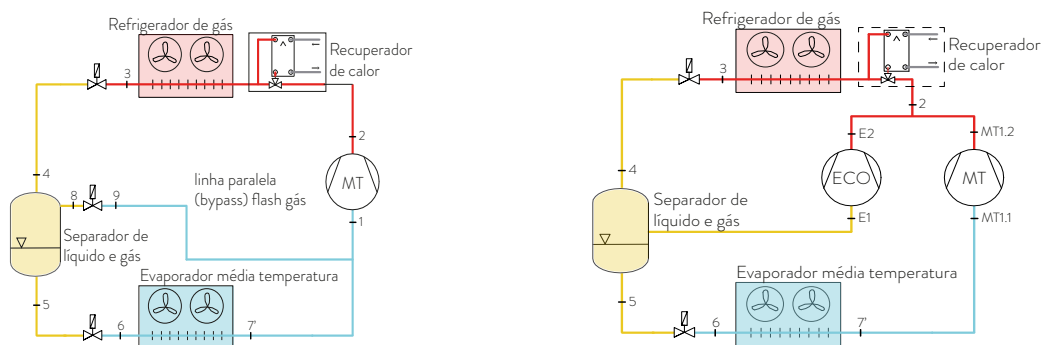 Refrigerador de gás
Recuperador
de calor
3
2
MT
linha paralela
(bypass) flash gás
4
8
9
1
Separador de
líquido e gás
Evaporador média temperatura
5
6
7'
Refrigerador de gás
Recuperador
de calor
3
2
E2
MT1.2
4
ECO
MT
Separador de
líquido e gás
E1
MT1.1
Evaporador média temperatura
5
6
7'